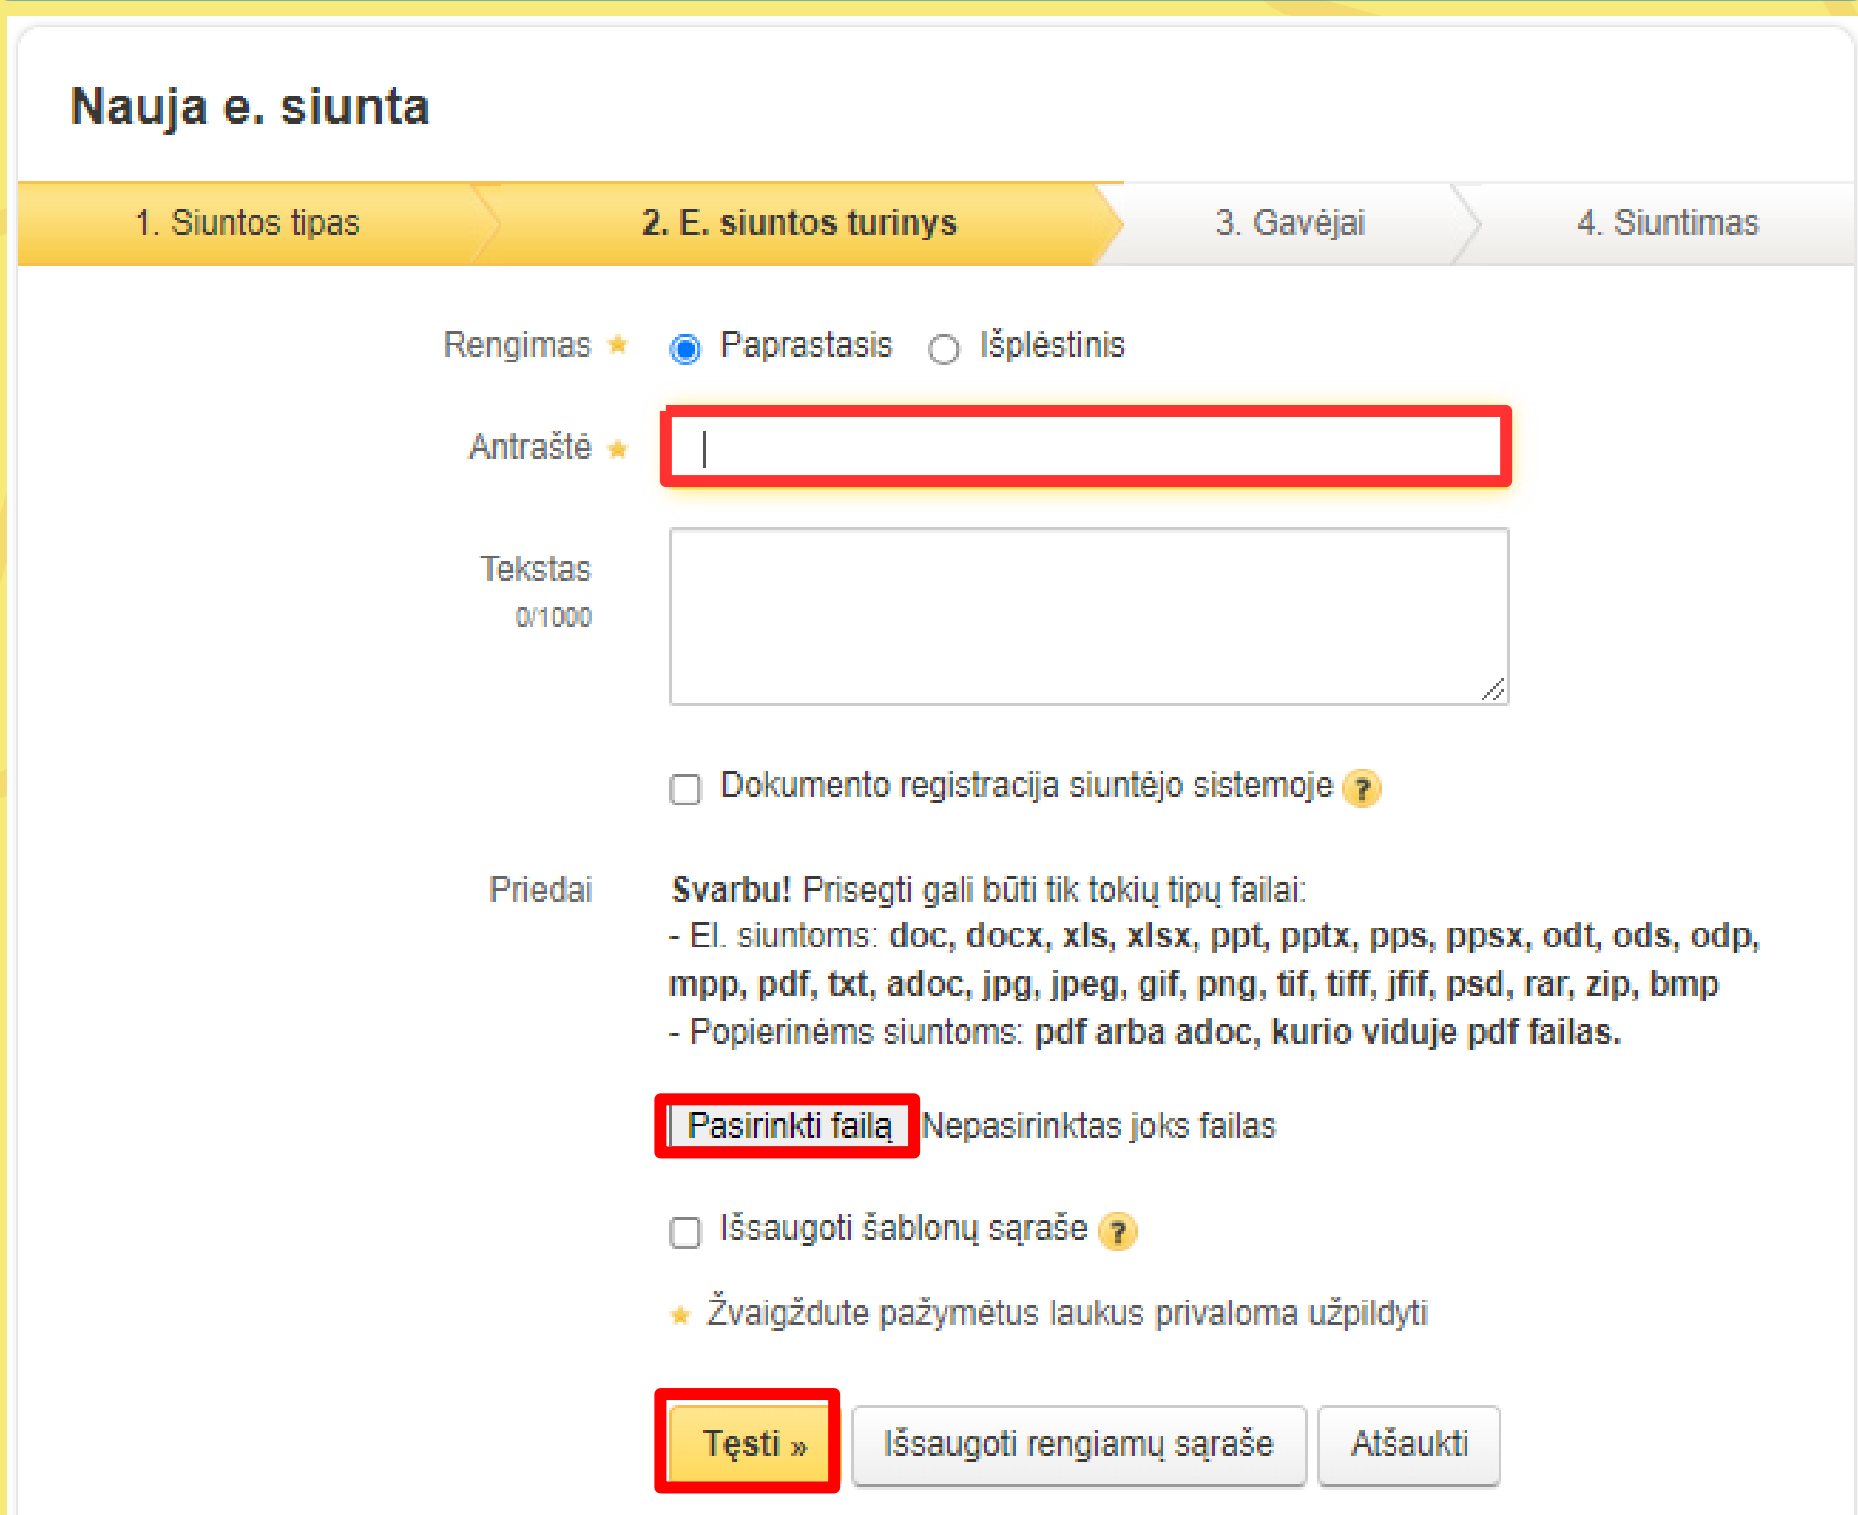 Nauja e. siunta
1. Siuntos tipas
2. E. siuntos turinys
3. Gavėjai
4. Siuntimas
Rengimas ★ Paprastasis Išplėstinis
Antraštė ★
Tekstas
0/1000
Dokumento registracija siuntėjo sistemoje ?
Priedai
Svarbu! Prisegti gali būti tik tokių tipų failai:
- El. siuntoms: doc, docx, xls, xlsx, ppt, pptx, pps, ppsx, odt, ods, odp,
mpp, pdf, txt, adoc, jpg, jpeg, gif, png, tif, tiff, jfif, psd, rar, zip, bmp
- Popierinėms siuntoms: pdf arba adoc, kurio viduje pdf failas.
Pasirinkti failą Nepasirinktas joks failas
Išsaugoti šablonų sąraše ?
★ Žvaigždute pažymėtus laukus privaloma užpildyti
Tęsti » Išsaugoti rengiamų sąraše Atšaukti